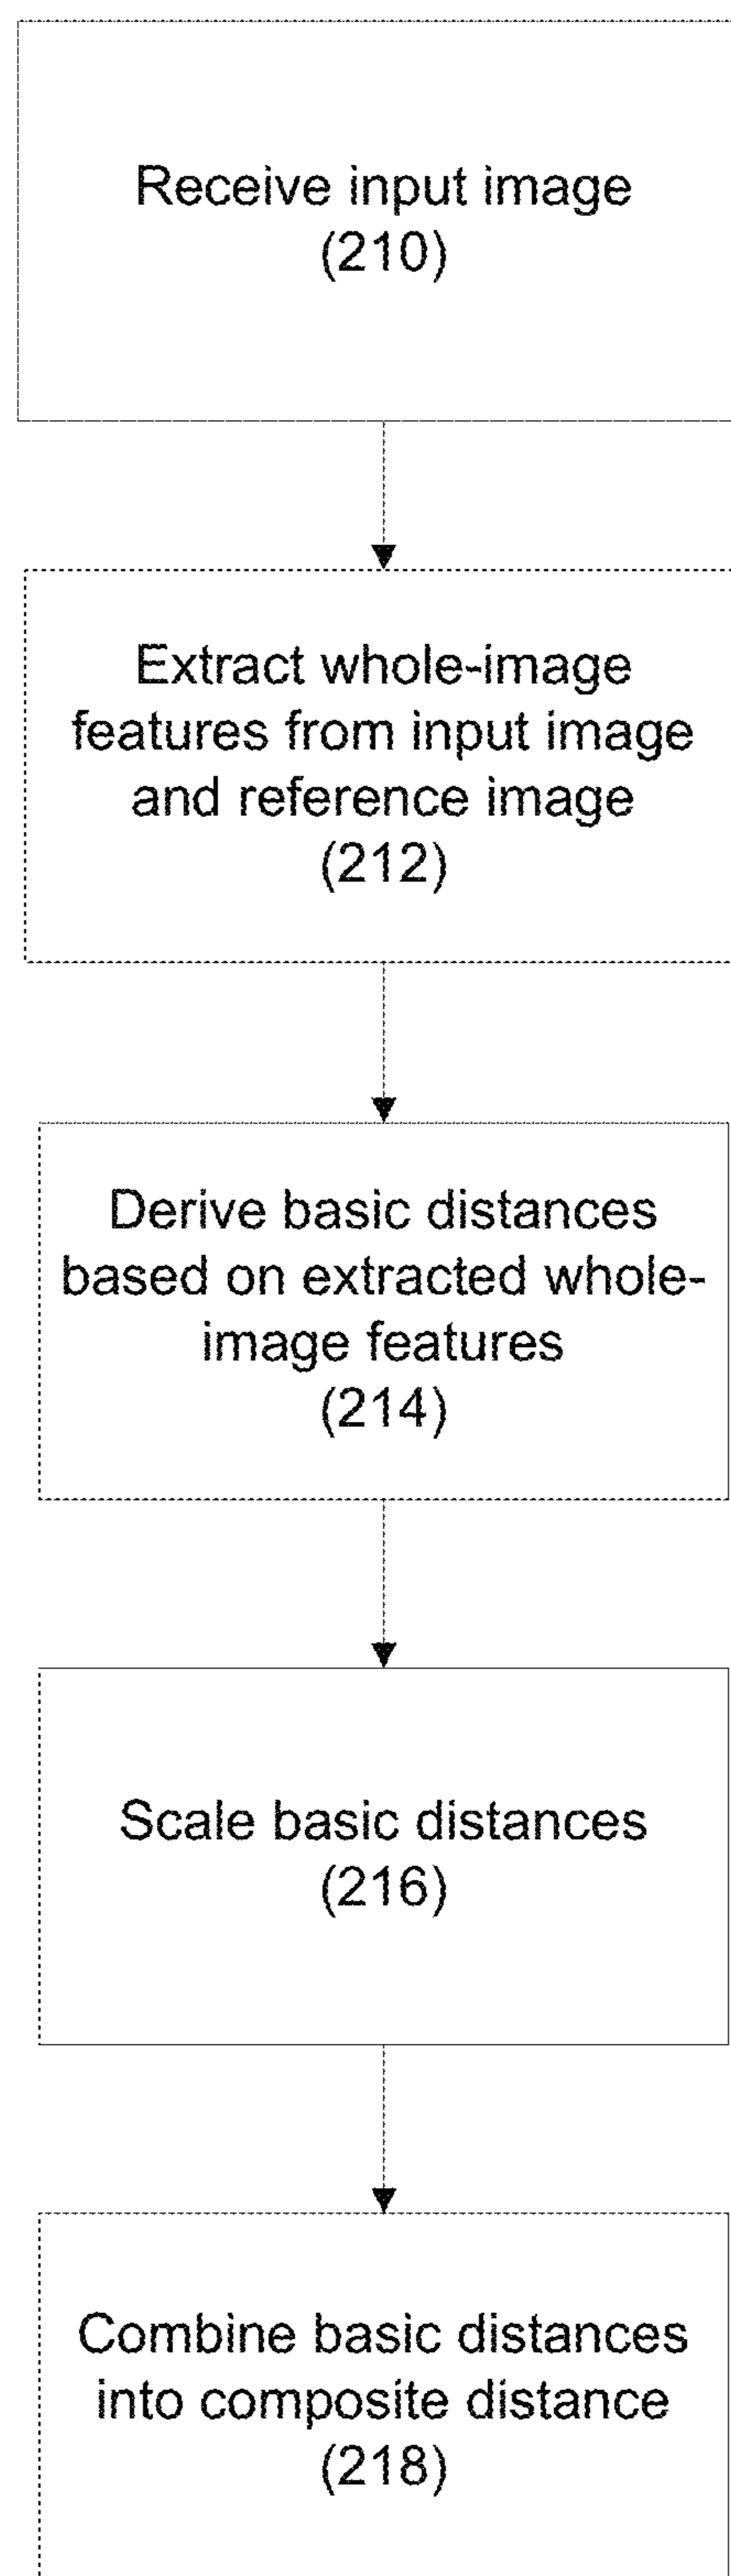 Receive input image
(210)
Extract whole-image
features from input image
and reference image
(212)
Derive basic distances
based on extracted whole-
image features
(214)
Scale basic distances
(216)
Combine basic distances
into composite distance
(218)